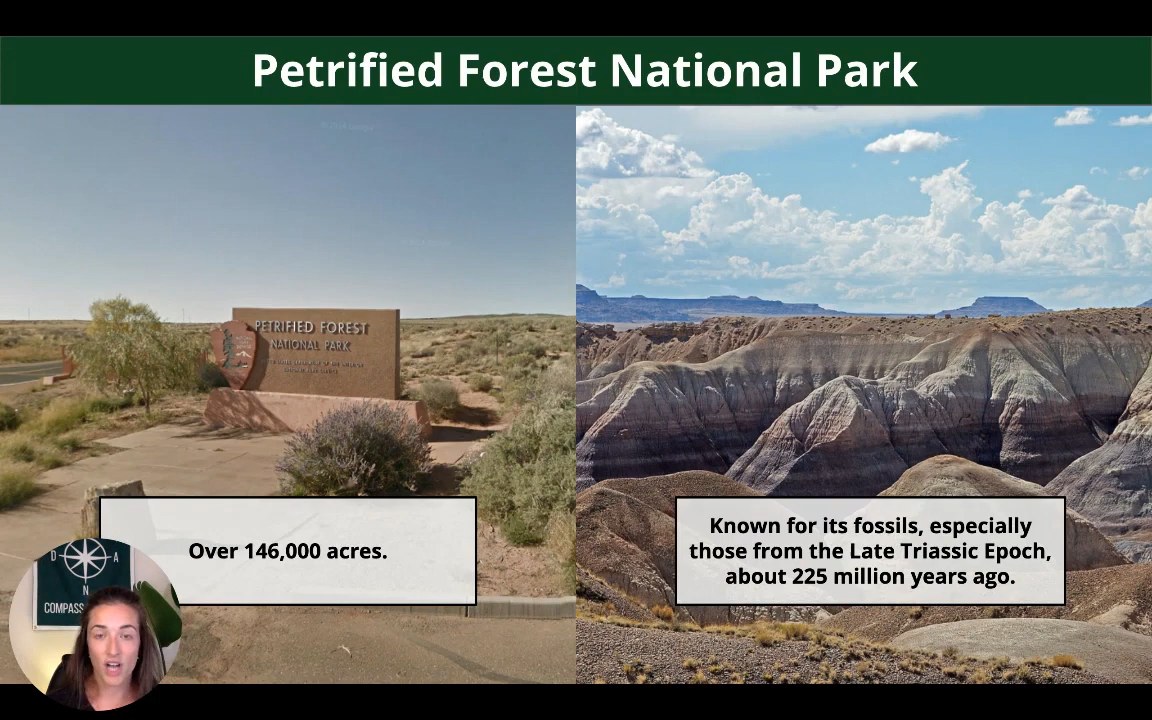 Petrified Forest National Park
PETRIFIED FOREST
NATIONAL PARK
Over 146,000 acres.
Known for its fossils, especially
those from the Late Triassic Epoch,
about 225 million years ago.
D A
N
COMPASS